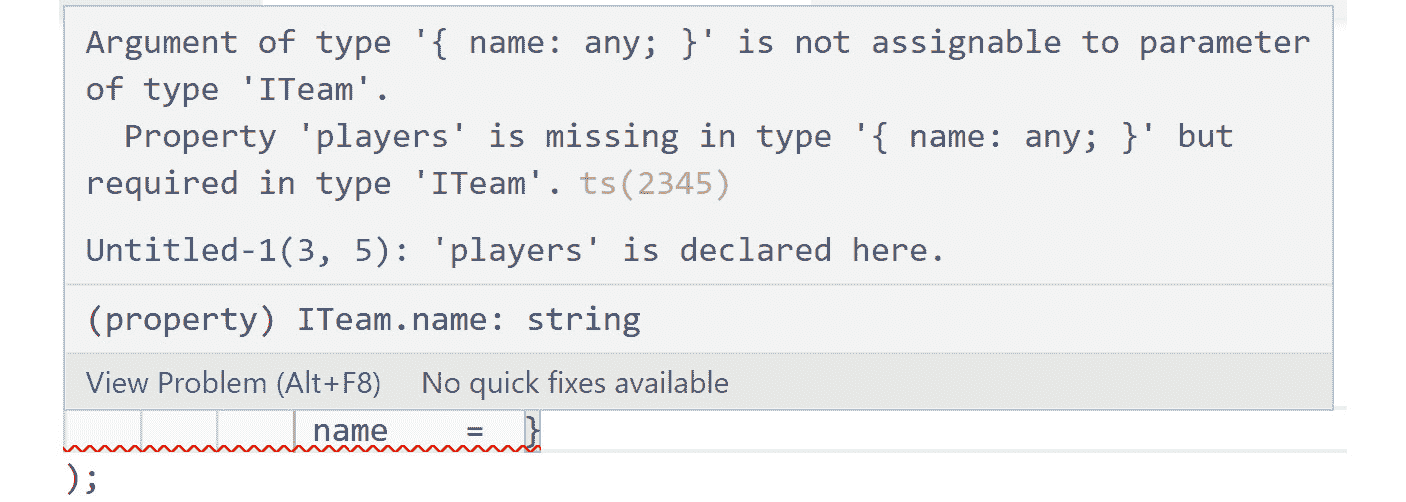 Argument of type '{ name: any; }' is not assignable to parameter
of type 'ITeam'.
Property 'players' is missing in type '{ name: any; }' but
required in type 'ITeam'. ts(2345)
Untitled-1(3, 5): 'players' is declared here.
(property) ITeam.name: string
View Problem (Alt+F8) No quick fixes available
name = }
);